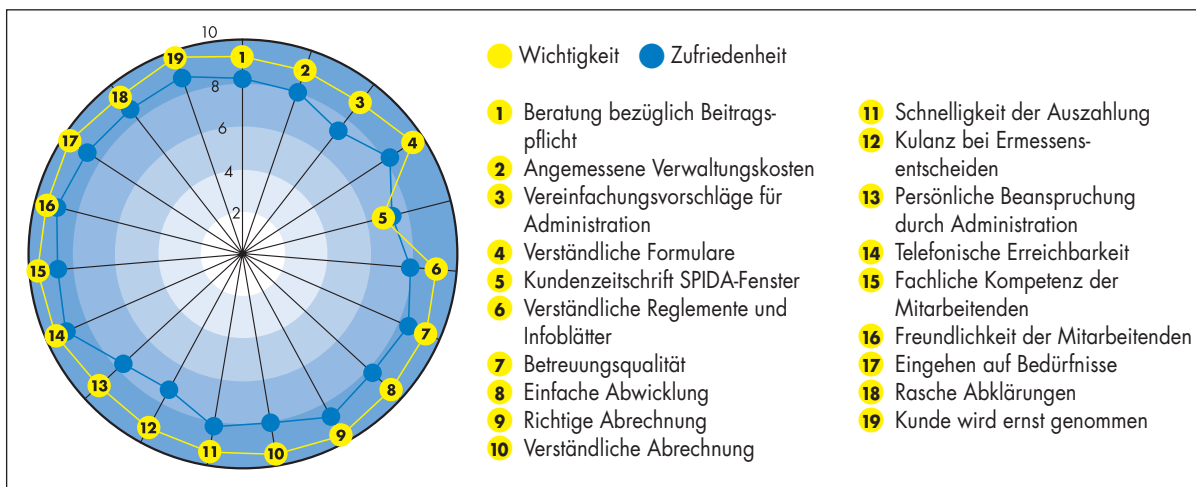 10
8
6
4
2
1
2
3
4
5
6
7
8
9
10
11
12
13
14
15
16
17
18
19
Wichtigkeit
Zufriedenheit
1 Beratung bezüglich Beitrags-
pflicht
2 Angemessene Verwaltungskosten
3 Vereinfachungsvorschläge für
Administration
4 Verständliche Formulare
5 Kundenzeitschrift SPIDA-Fenster
6 Verständliche Reglemente und
Infoblätter
7 Betreuungsqualität
8 Einfache Abwicklung
9 Richtige Abrechnung
10 Verständliche Abrechnung
11 Schnelligkeit der Auszahlung
12 Kulanz bei Ermessens-
entscheiden
13 Persönliche Beanspruchung
durch Administration
14 Telefonische Erreichbarkeit
15 Fachliche Kompetenz der
Mitarbeitenden
16 Freundlichkeit der Mitarbeitenden
17 Eingehen auf Bedürfnisse
18 Rasche Abklärungen
19 Kunde wird ernst genommen